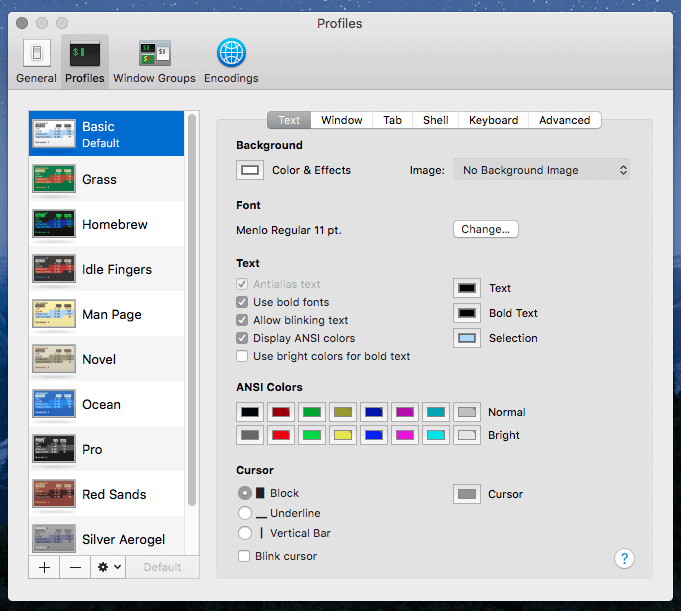 Profiles
General
Profiles
Window Groups
Encodings
Basic
Default
Grass
Homebrew
Idle Fingers
Man Page
Novel
Ocean
Pro
Red Sands
Silver Aerogel
Default
Text Window Tab Shell Keyboard Advanced
Background
Color & Effects
Image: No Background Image
Font
Menlo Regular 11 pt. Change...
Text
Antialias text
Use bold fonts
Allow blinking text
Display ANSI colors
Use bright colors for bold text
Text
Bold Text
Selection
ANSI Colors
Normal
Bright
Cursor
Block
Underline
Vertical Bar
Blink cursor
Cursor
?